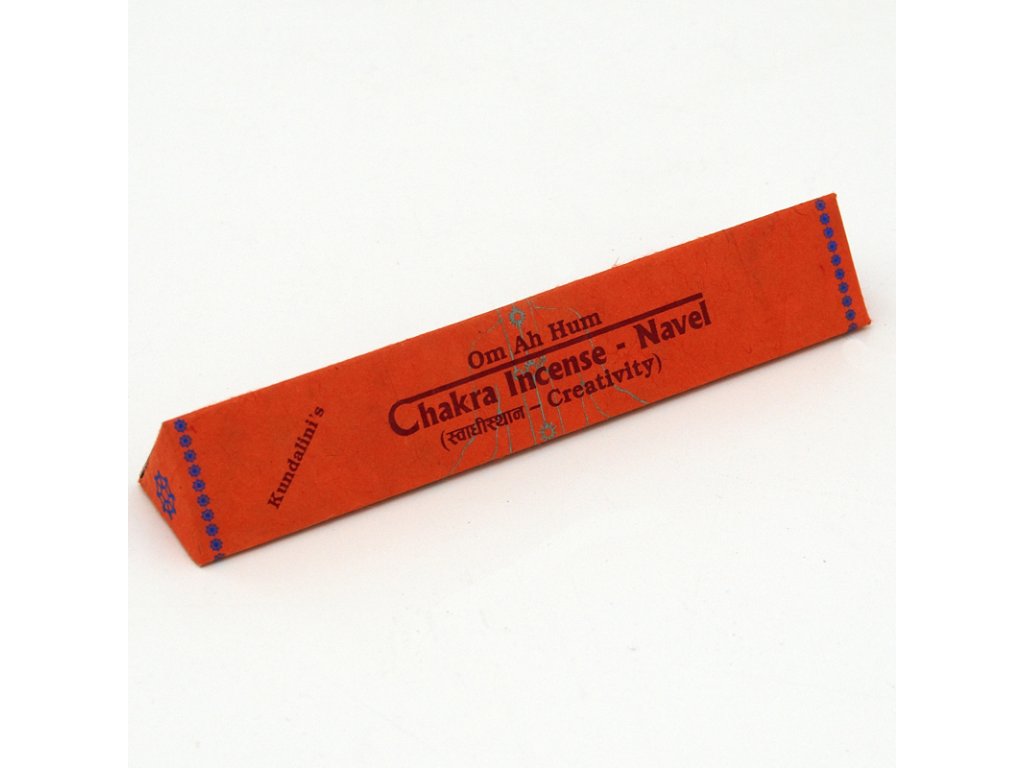 Kundalini's
Om Ah Hum
Chakra Incense - Navel
(स्वाधीस्थान – Creativity)